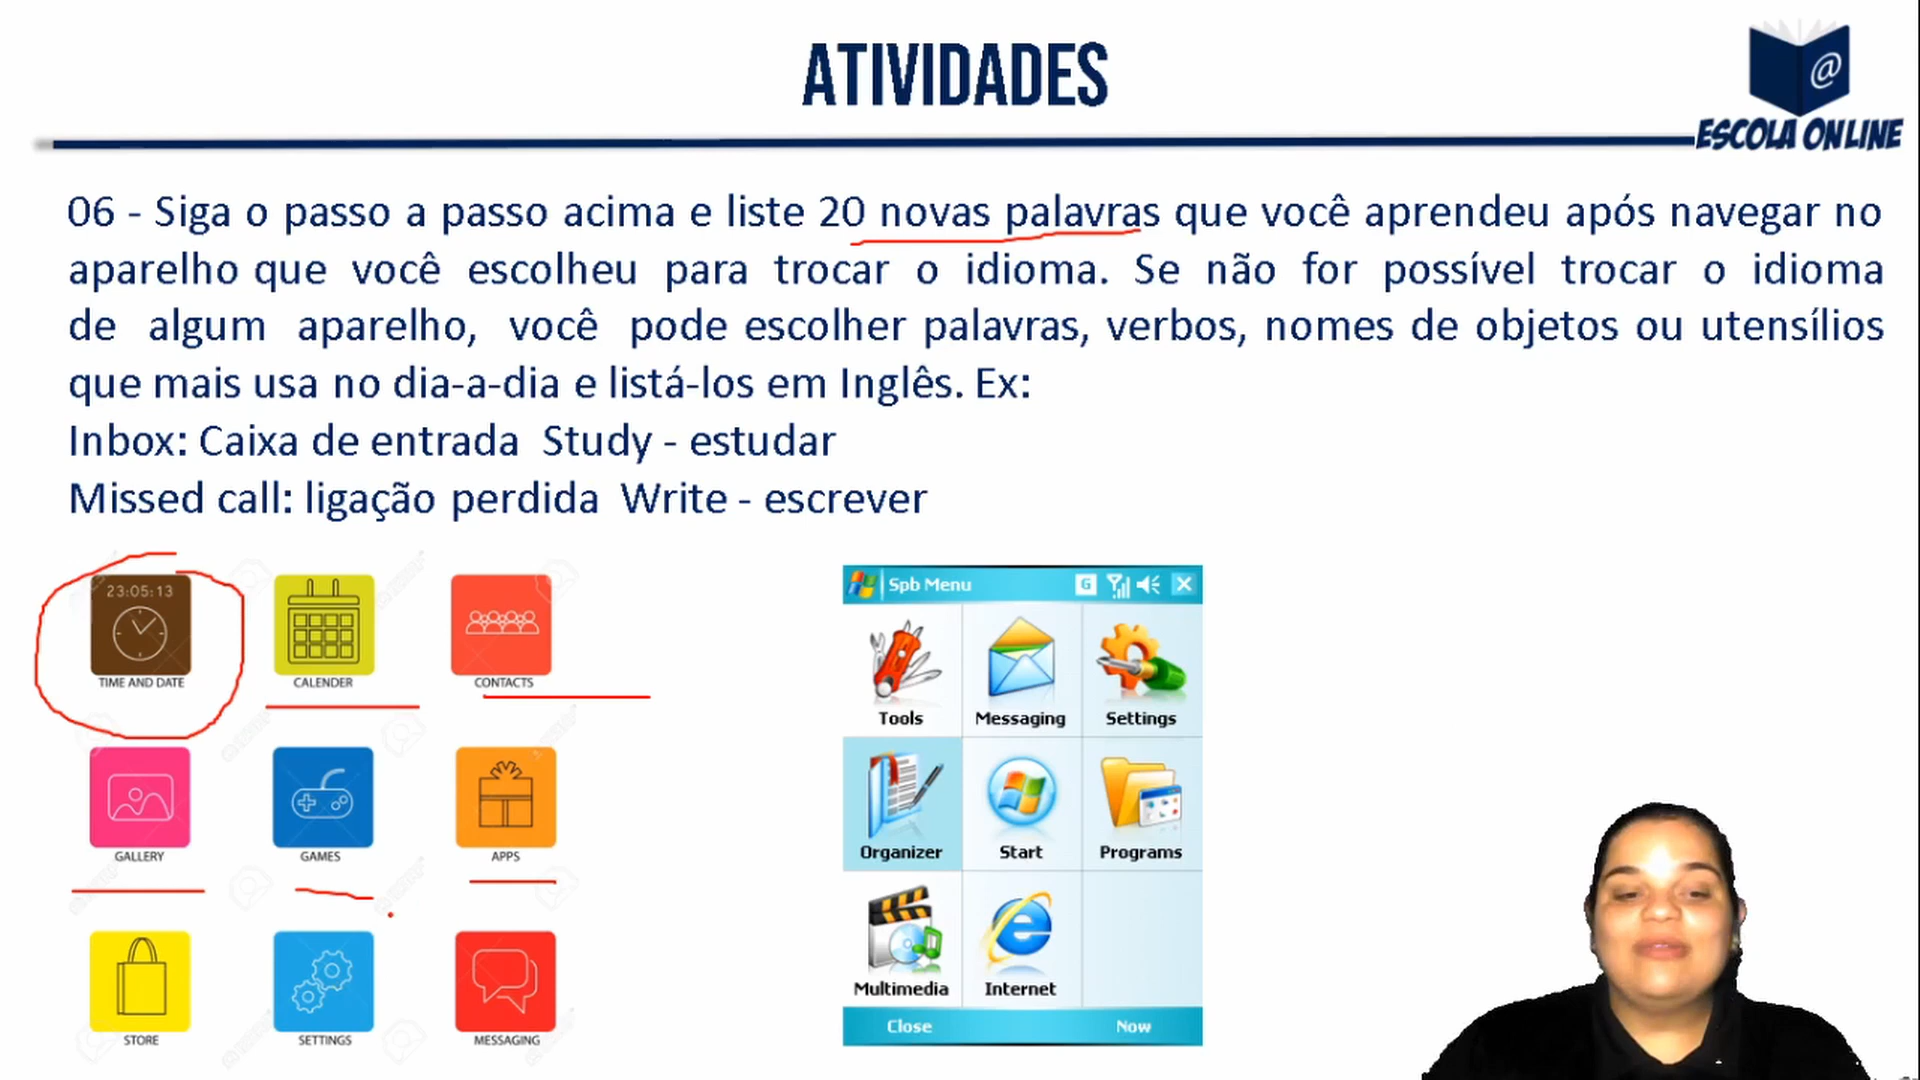 ATIVIDADES
@
ESCOLA ONLINE
06 - Siga o passo a passo acima e liste 20 novas palavras que você aprendeu após navegar no
aparelho que você escolheu para trocar o idioma. Se não for possível trocar o idioma
de algum aparelho, você pode escolher palavras, verbos, nomes de objetos ou utensílios
que mais usa no dia-a-dia e listá-los em Inglês. Ex:
Inbox: Caixa de entrada Study - estudar
Missed call: ligação perdida Write - escrever
23:05:13
TIME AND DATE CALENDER CONTACTS
GALLERY GAMES APPS
STORE SETTINGS MESSAGING
Spb Menu G
Tools Messaging Settings
Organizer Start Programs
Multimedia Internet
Close Now